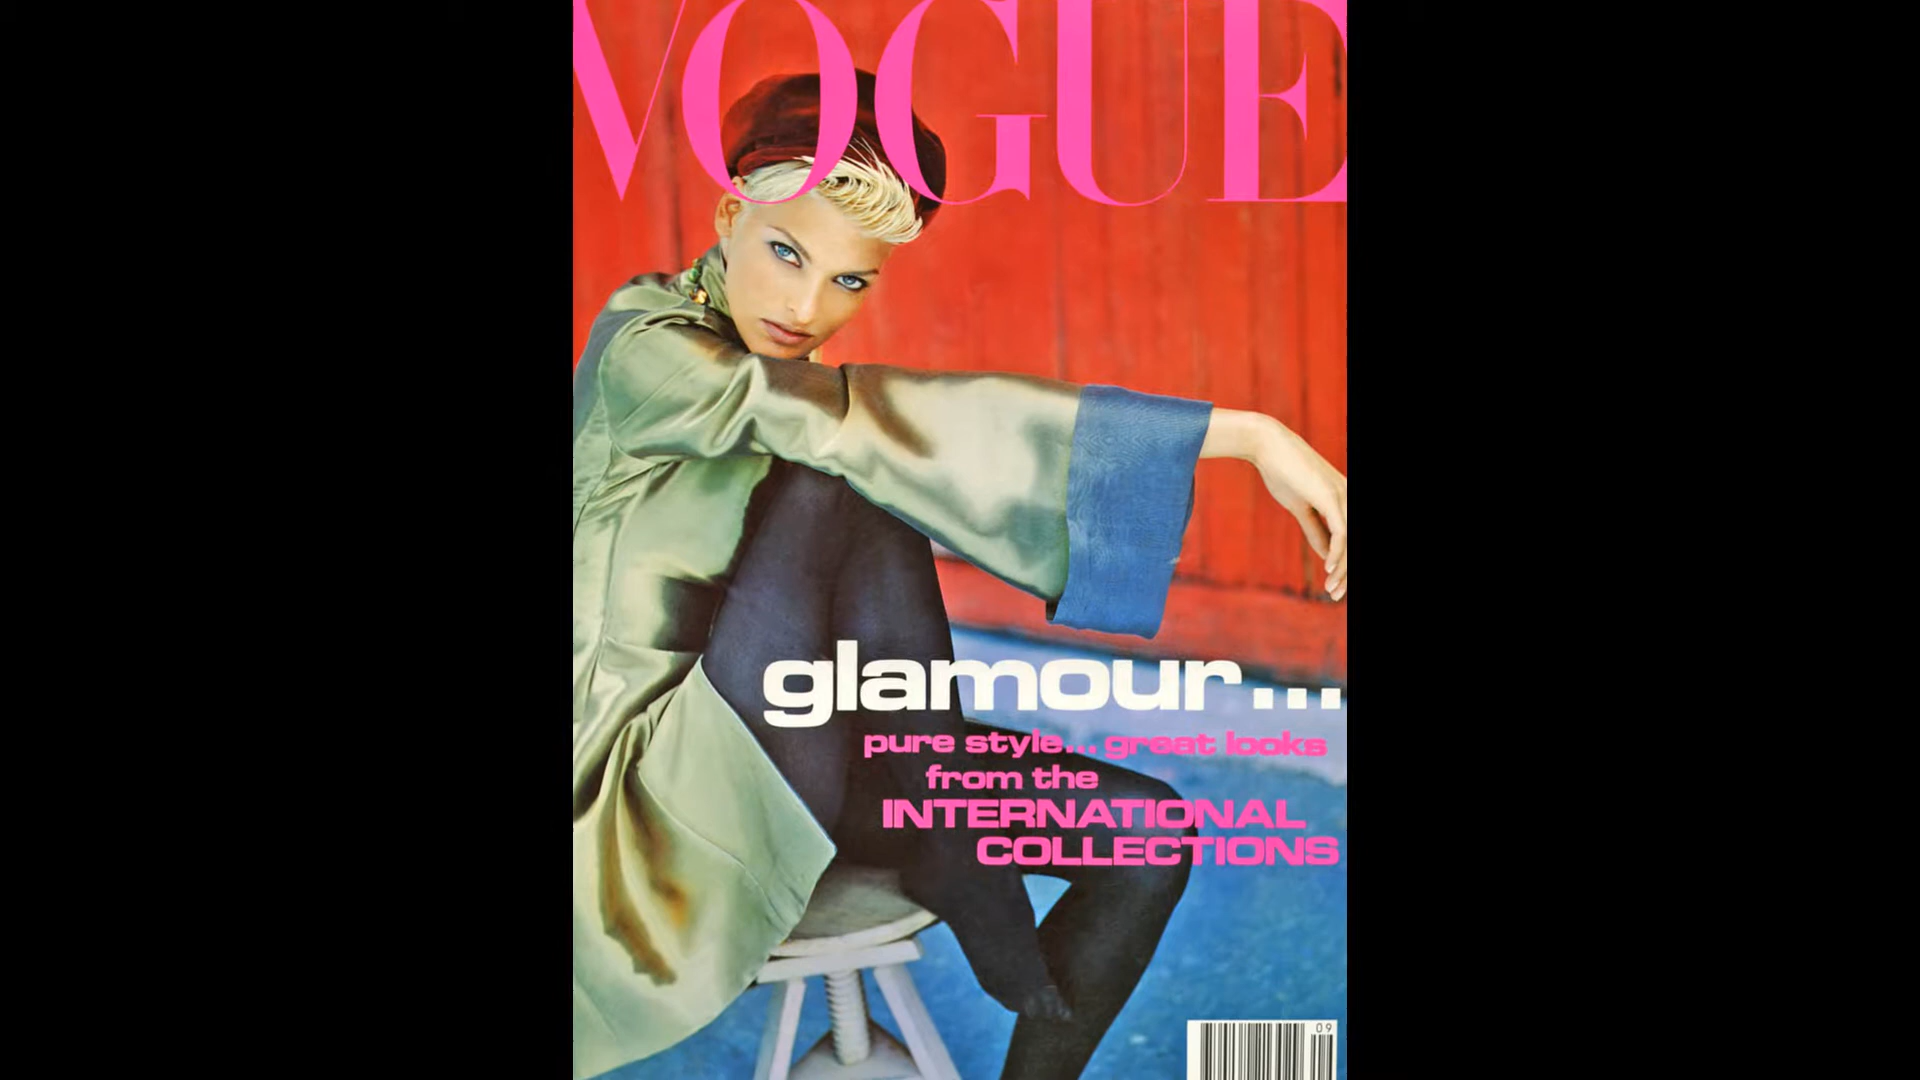 VOGUE
glamour...
pure style... great looks
from the
INTERNATIONAL
COLLECTIONS
09